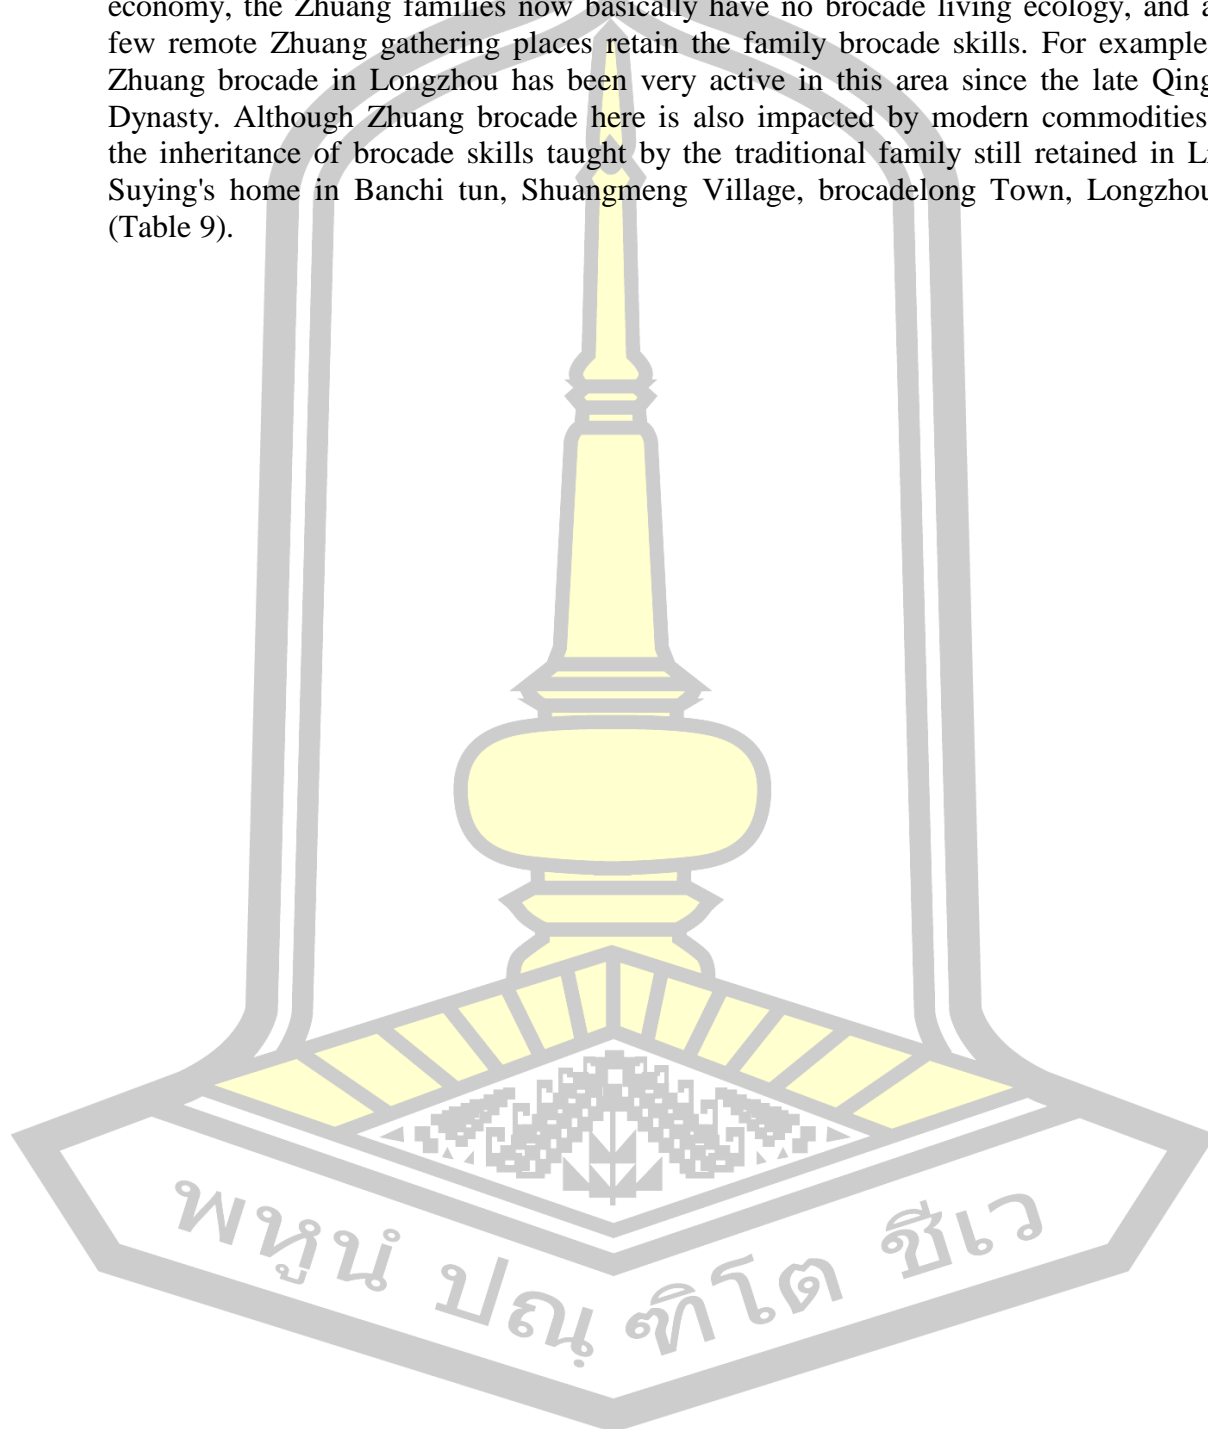 economy, the Zhuang families now basically have no brocade living ecology, and a
few remote Zhuang gathering places retain the family brocade skills. For example
Zhuang brocade in Longzhou has been very active in this area since the late Qing
Dynasty. Although Zhuang brocade here is also impacted by modern commodities
the inheritance of brocade skills taught by the traditional family still retained in
Suying's home in Banchi tun, Shuangmeng Village, brocadelong Town, Longzhou
(Table 9).
พหูนํ ปณฺฑิโต ชีเว